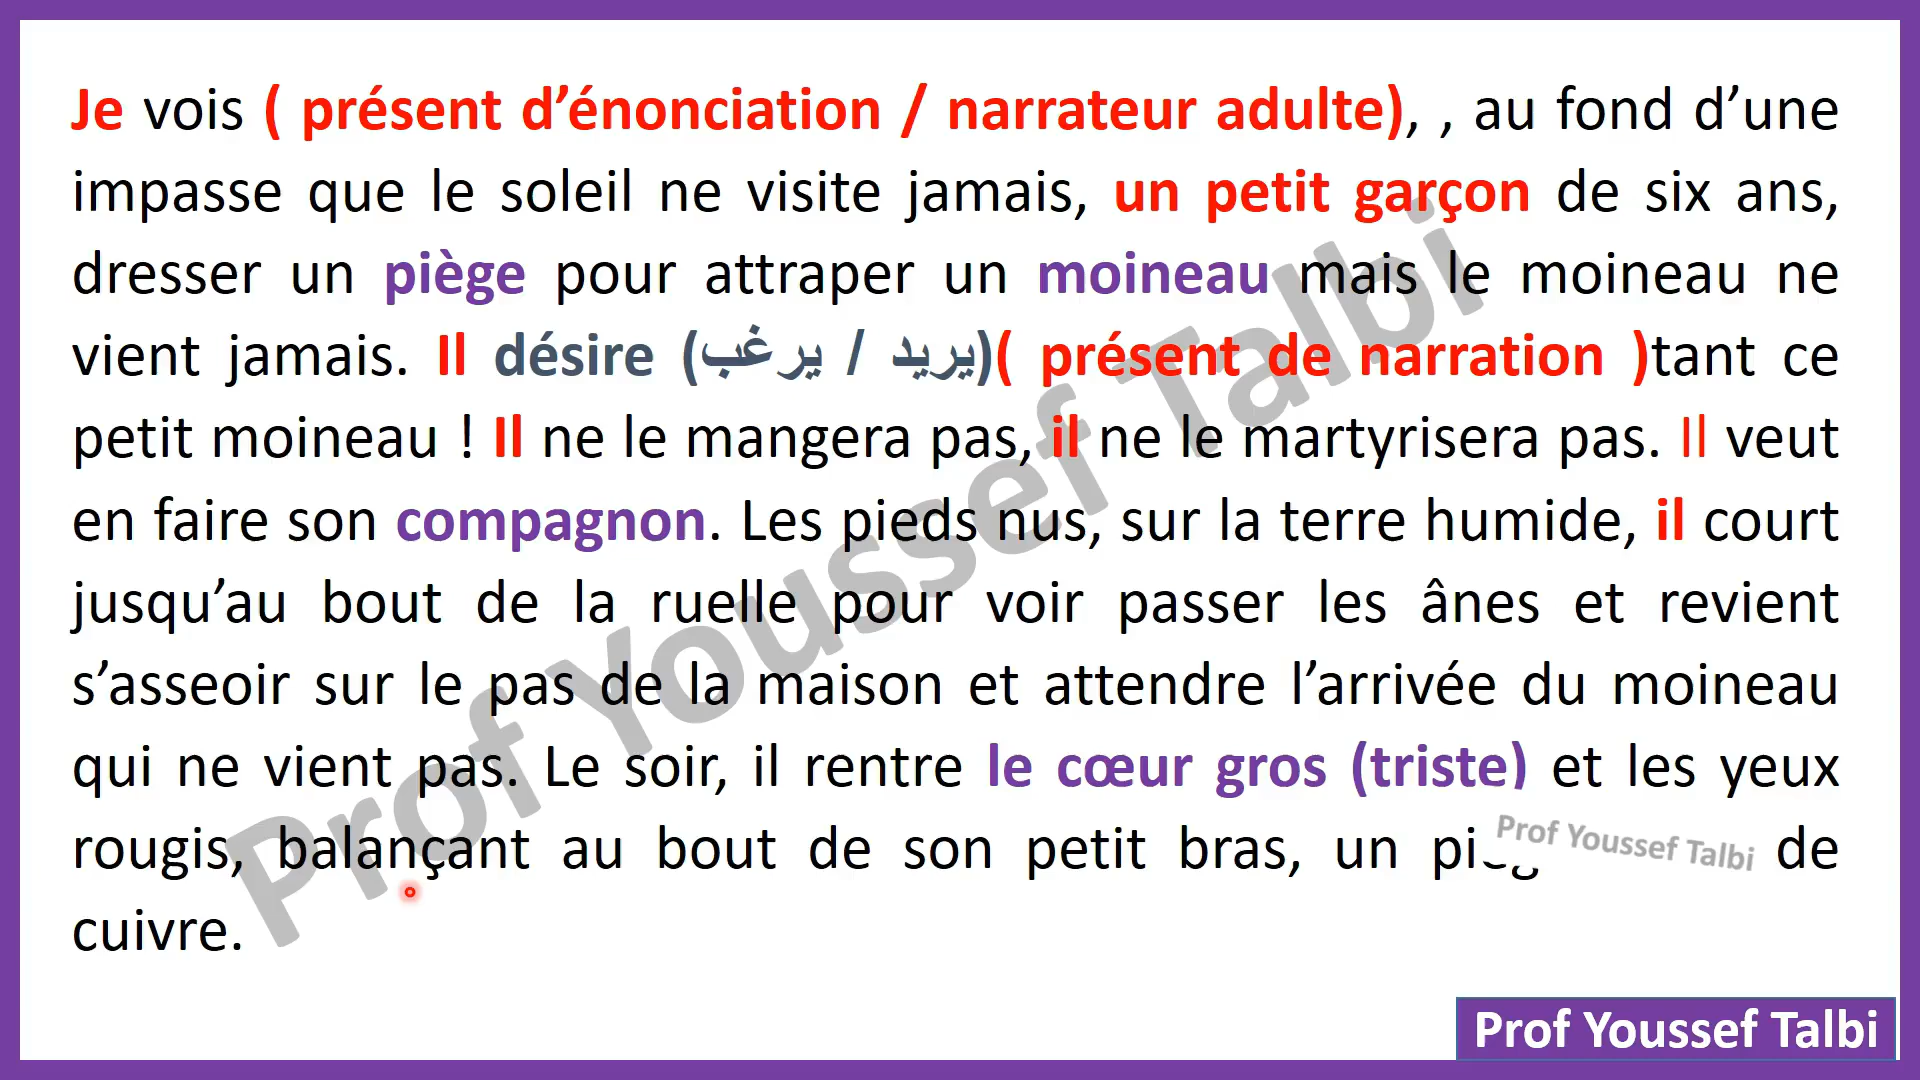 Je vois ( présent d’énonciation / narrateur adulte), , au fond d’une
impasse que le soleil ne visite jamais, un petit garçon de six ans,
dresser un piège pour attraper un moineau mais le moineau ne
vient jamais. Il désire (يريد / يرغب)( présent de narration )tant ce
petit moineau ! Il ne le mangera pas, il ne le martyrisera pas. Il veut
en faire son compagnon. Les pieds nus, sur la terre humide, il court
jusqu’au bout de la ruelle pour voir passer les ânes et revient
s’asseoir sur le pas de la maison et attendre l’arrivée du moineau
qui ne vient pas. Le soir, il rentre le cœur gros (triste) et les yeux
rougis, balançant au bout de son petit bras, un de
cuivre.
Prof Youssef Talbi
Prof Youssef Talbi
Prof Youssef Talbi